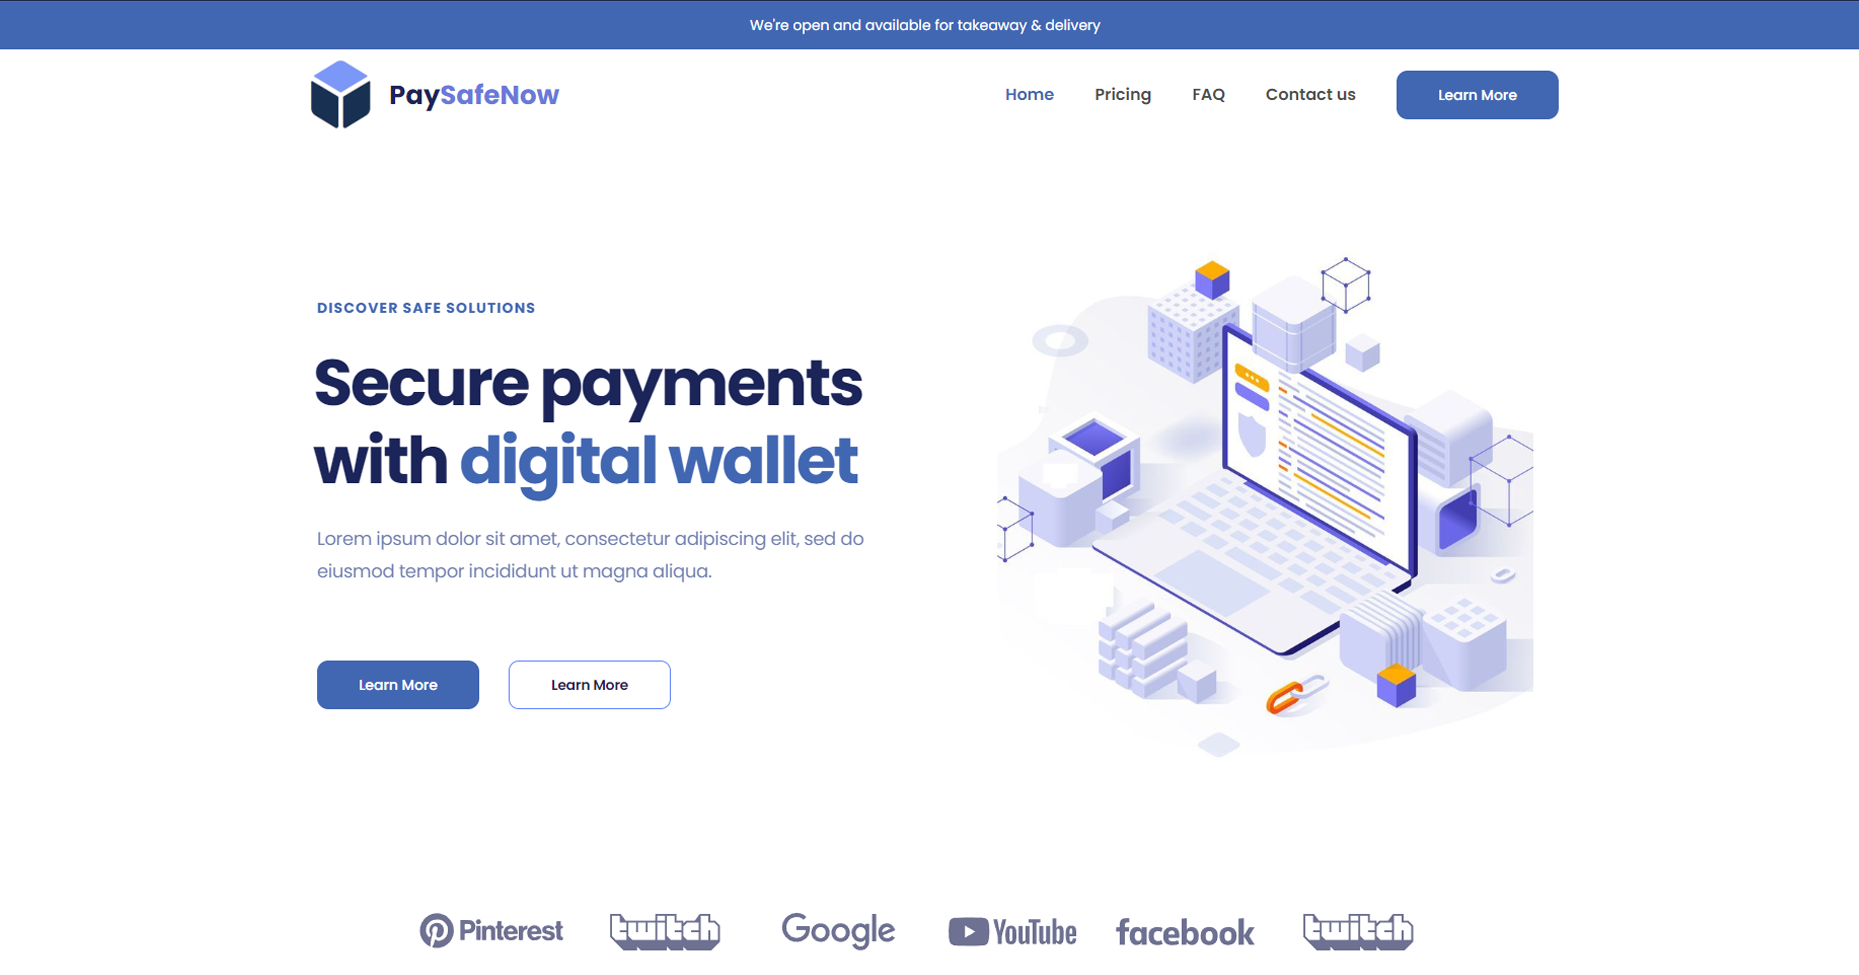 We're open and available for takeaway & delivery
PaySafeNow
Home Pricing FAQ Contact us Learn More
DISCOVER SAFE SOLUTIONS
Secure payments
with digital wallet
Lorem ipsum dolor sit amet, consectetur adipiscing elit, sed do
eiusmod tempor incididunt ut magna aliqua.
Learn More Learn More
Pinterest twitch Google YouTube facebook twitch